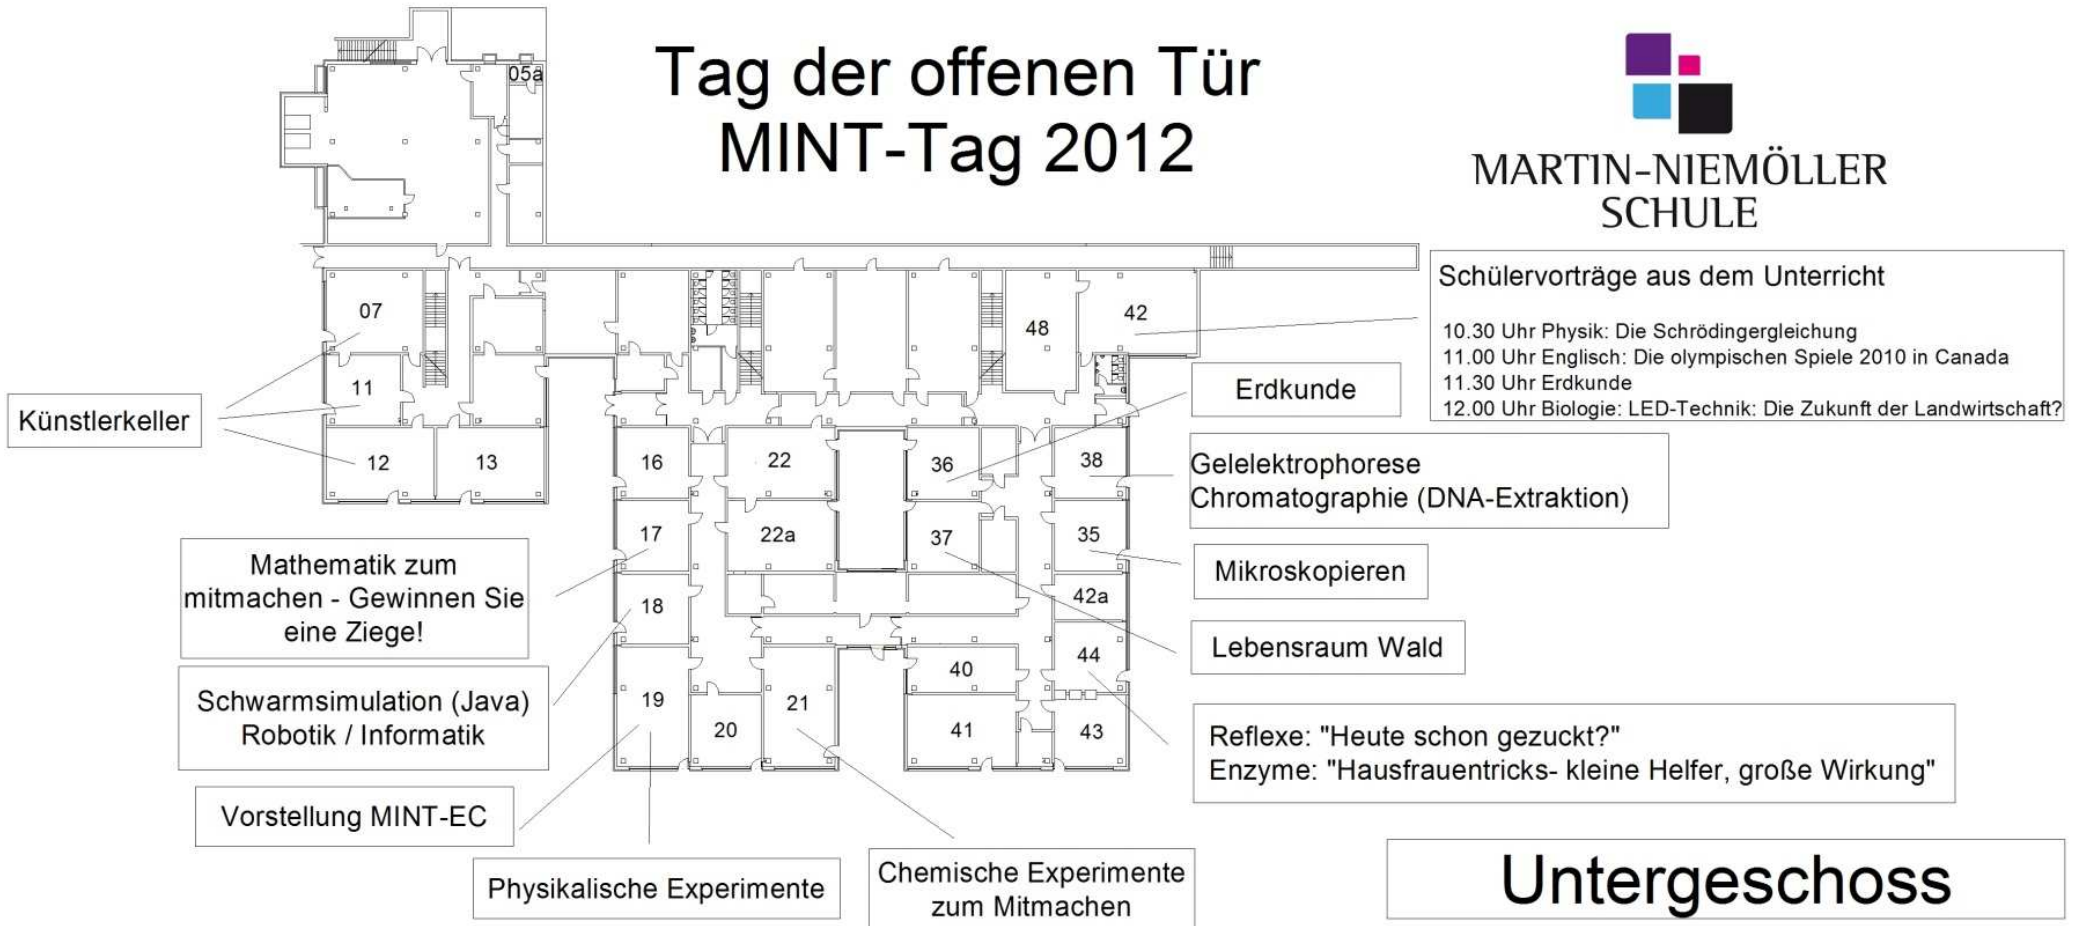 Tag der offenen Tür
MINT-Tag 2012
MARTIN-NIEMÖLLER
SCHULE
05a
Schülervorträge aus dem Unterricht
10.30 Uhr Physik: Die Schrödingergleichung
11.00 Uhr Englisch: Die olympischen Spiele 2010 in Canada
11.30 Uhr Erdkunde
12.00 Uhr Biologie: LED-Technik: Die Zukunft der Landwirtschaft?
07
48
42
11
Künstlerkeller
Erdkunde
12
13
16
22
36
38
Gelelektrophorese
Chromatographie (DNA-Extraktion)
17
22a
37
35
Mikroskopieren
Mathematik zum
mitmachen - Gewinnen Sie
eine Ziege!
18
42a
Lebensraum Wald
44
40
Schwarmsimulation (Java)
Robotik / Informatik
19
20
21
41
43
Reflexe: "Heute schon gezuckt?"
Enzyme: "Hausfrauentricks- kleine Helfer, große Wirkung"
Vorstellung MINT-EC
Physikalische Experimente
Chemische Experimente
zum Mitmachen
Untergeschoss